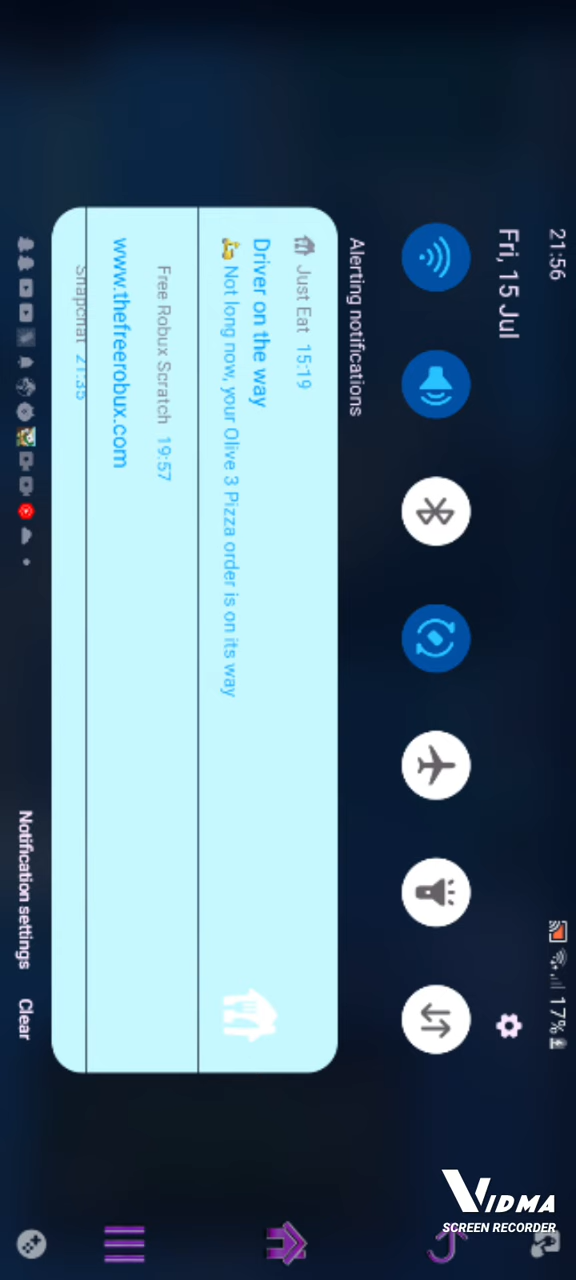 21:56
17%
Fri, 15 Jul
Alerting notifications
Just Eat 15:19
Driver on the way
🛵 Not long now, your Olive 3 Pizza order is on its way
Free Robux Scratch 19:57
www.thefreerobux.com
Snapchat 21:35
Notification settings Clear
VIDMA
SCREEN RECORDER